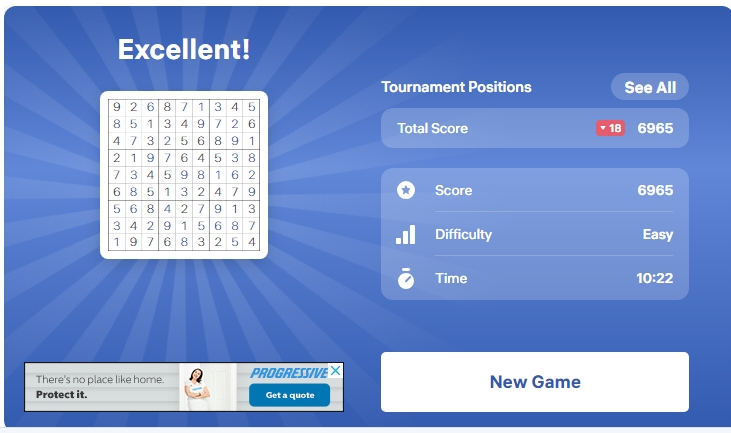 Excellent!
9 2 6 8 7 1 3 4 5
8 5 1 3 4 9 7 2 6
4 7 3 2 5 6 8 9 1
2 1 9 7 6 4 5 3 8
7 3 4 5 9 8 1 6 2
6 8 5 1 3 2 4 7 9
5 6 8 4 2 7 9 1 3
3 4 2 9 1 5 6 8 7
1 9 7 6 8 3 2 5 4
Tournament Positions See All
Total Score 18 6965
Score 6965
Difficulty Easy
Time 10:22
New Game
There's no place like home.
Protect it.
PROGRESSIVE
Get a quote